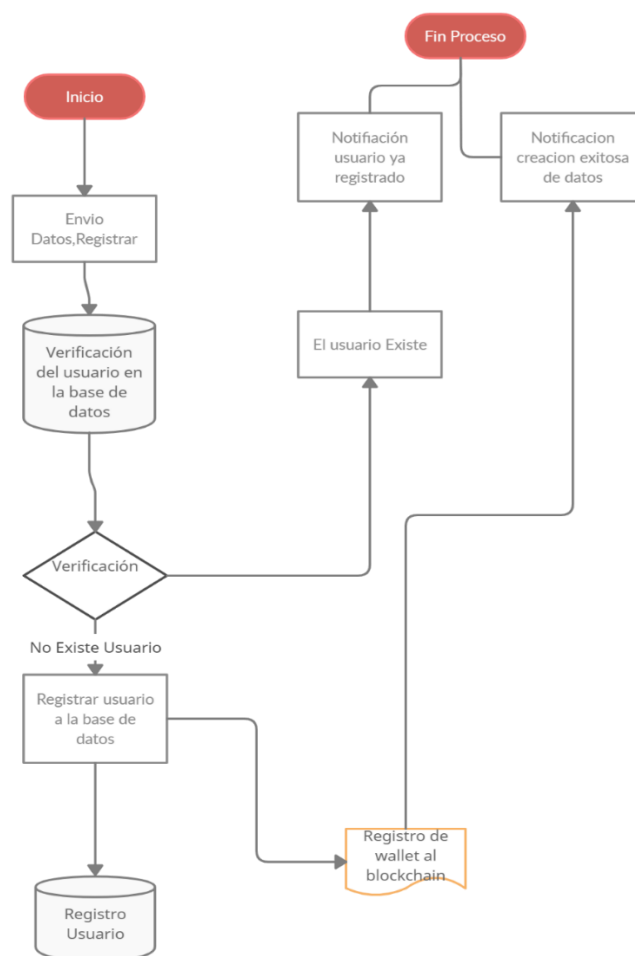 Fin Proceso
Inicio
Notifiación
usuario ya
registrado
Notificacion
creacion exitosa
de datos
Envio
Datos,Registrar
Verificación
del usuario en
la base de
datos
El usuario Existe
Verificación
No Existe Usuario
Registrar usuario
a la base de
datos
Registro de
wallet al
blockchain
Registro
Usuario